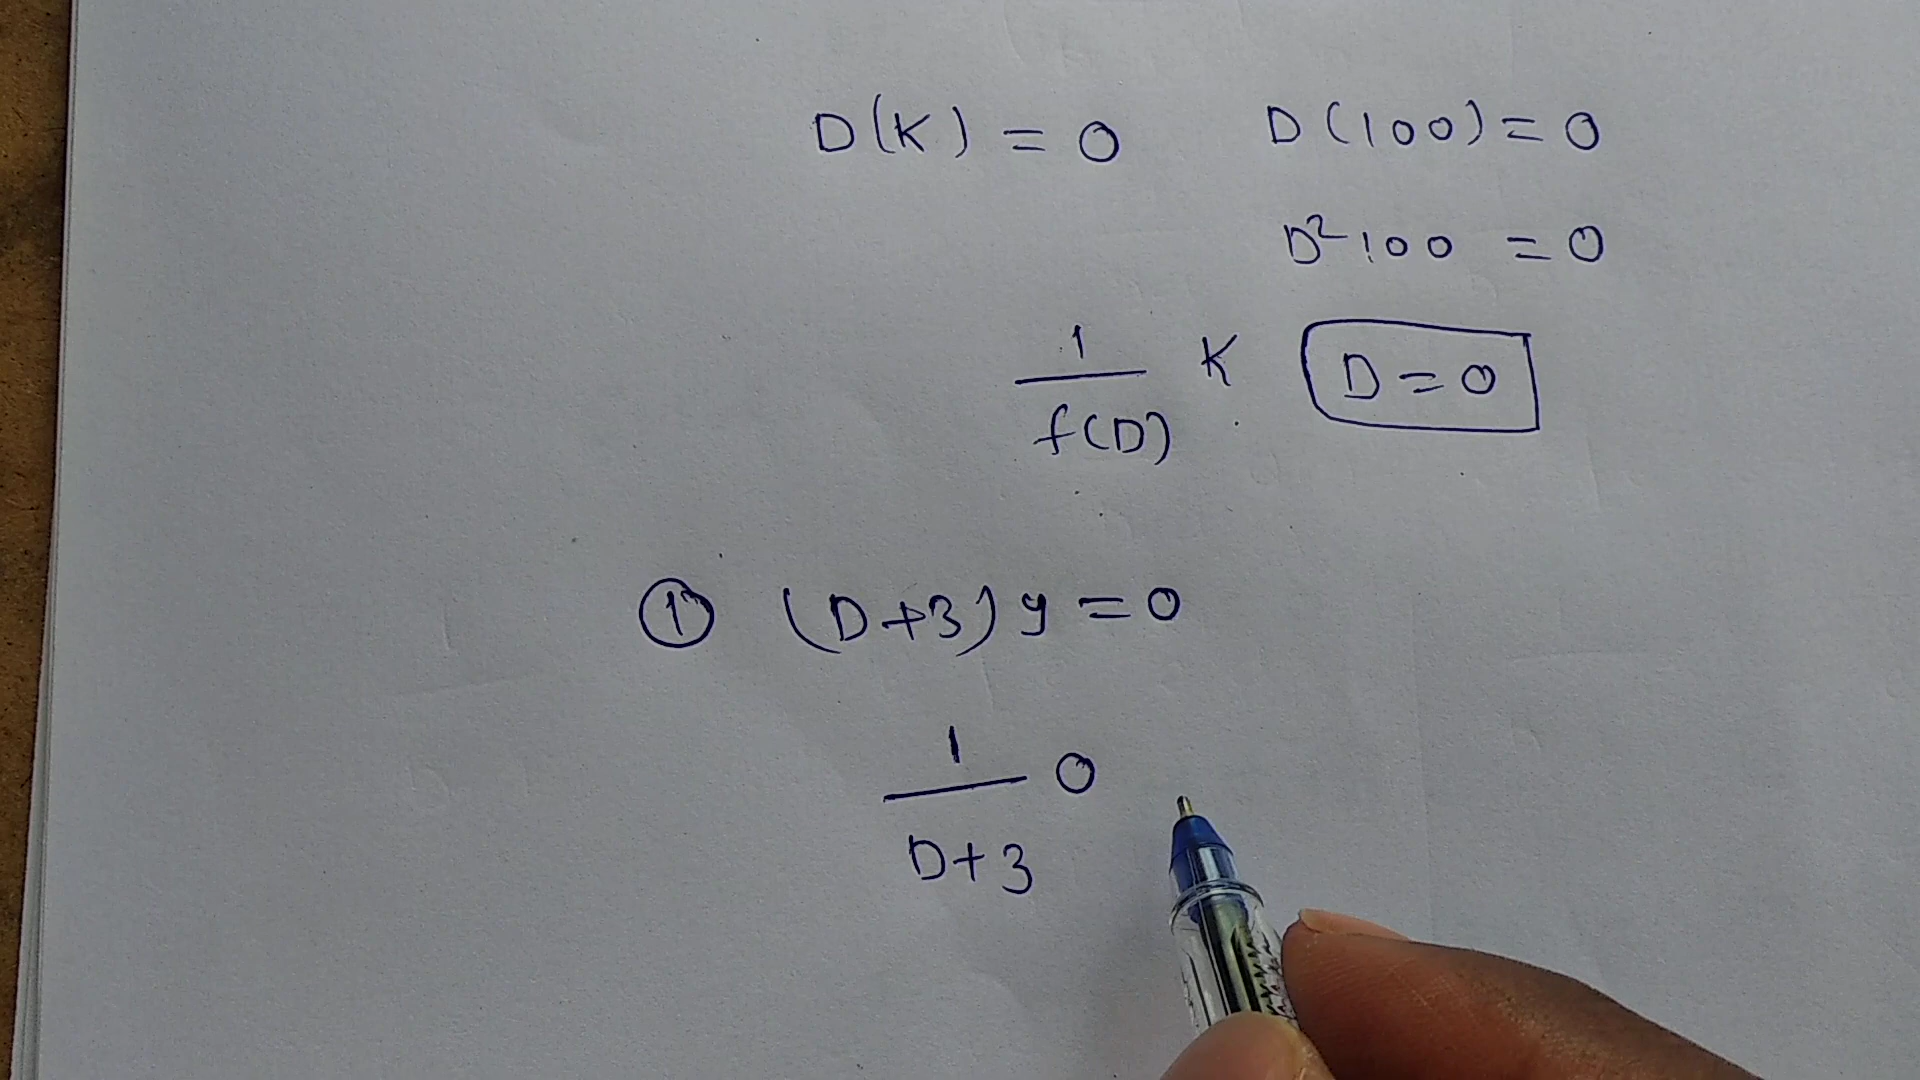 D(K) = 0 D(100) = 0
D² 100 = 0
1/f(D) K D = 0
① (D+3) y = 0
1/D+3 0